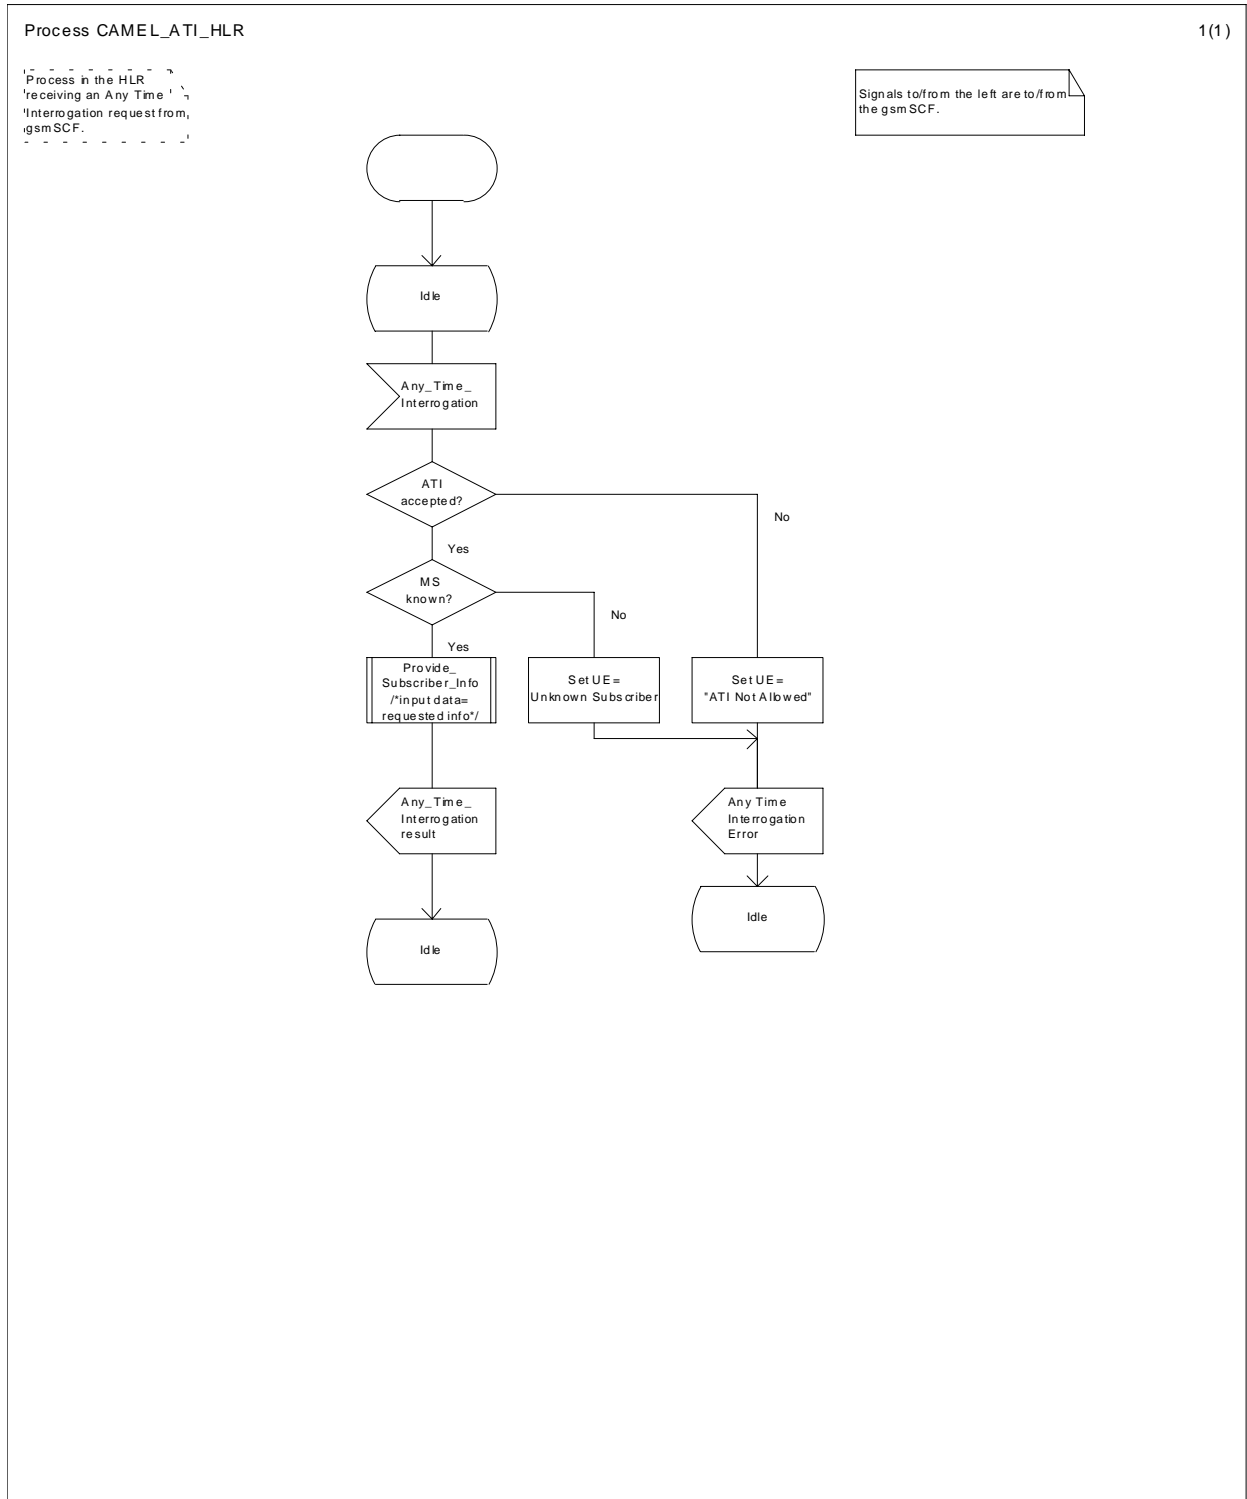 Process CAMEL_ATI_HLR
1(1)
Process in the HLR
receiving an Any Time
Interrogation request from
gsmSCF.
Signals to/from the left are to/from
the gsmSCF.
Idle
Any_Time_
Interrogation
ATI
accepted?
No
Yes
MS
known?
No
Yes
Provide_
Subscriber_Info
/*input data=
requested info*/
Set UE=
Unknown Subscriber
Set UE=
"ATI Not Allowed"
Any_Time_
Interrogation
result
Any Time
Interrogation
Error
Idle
Idle